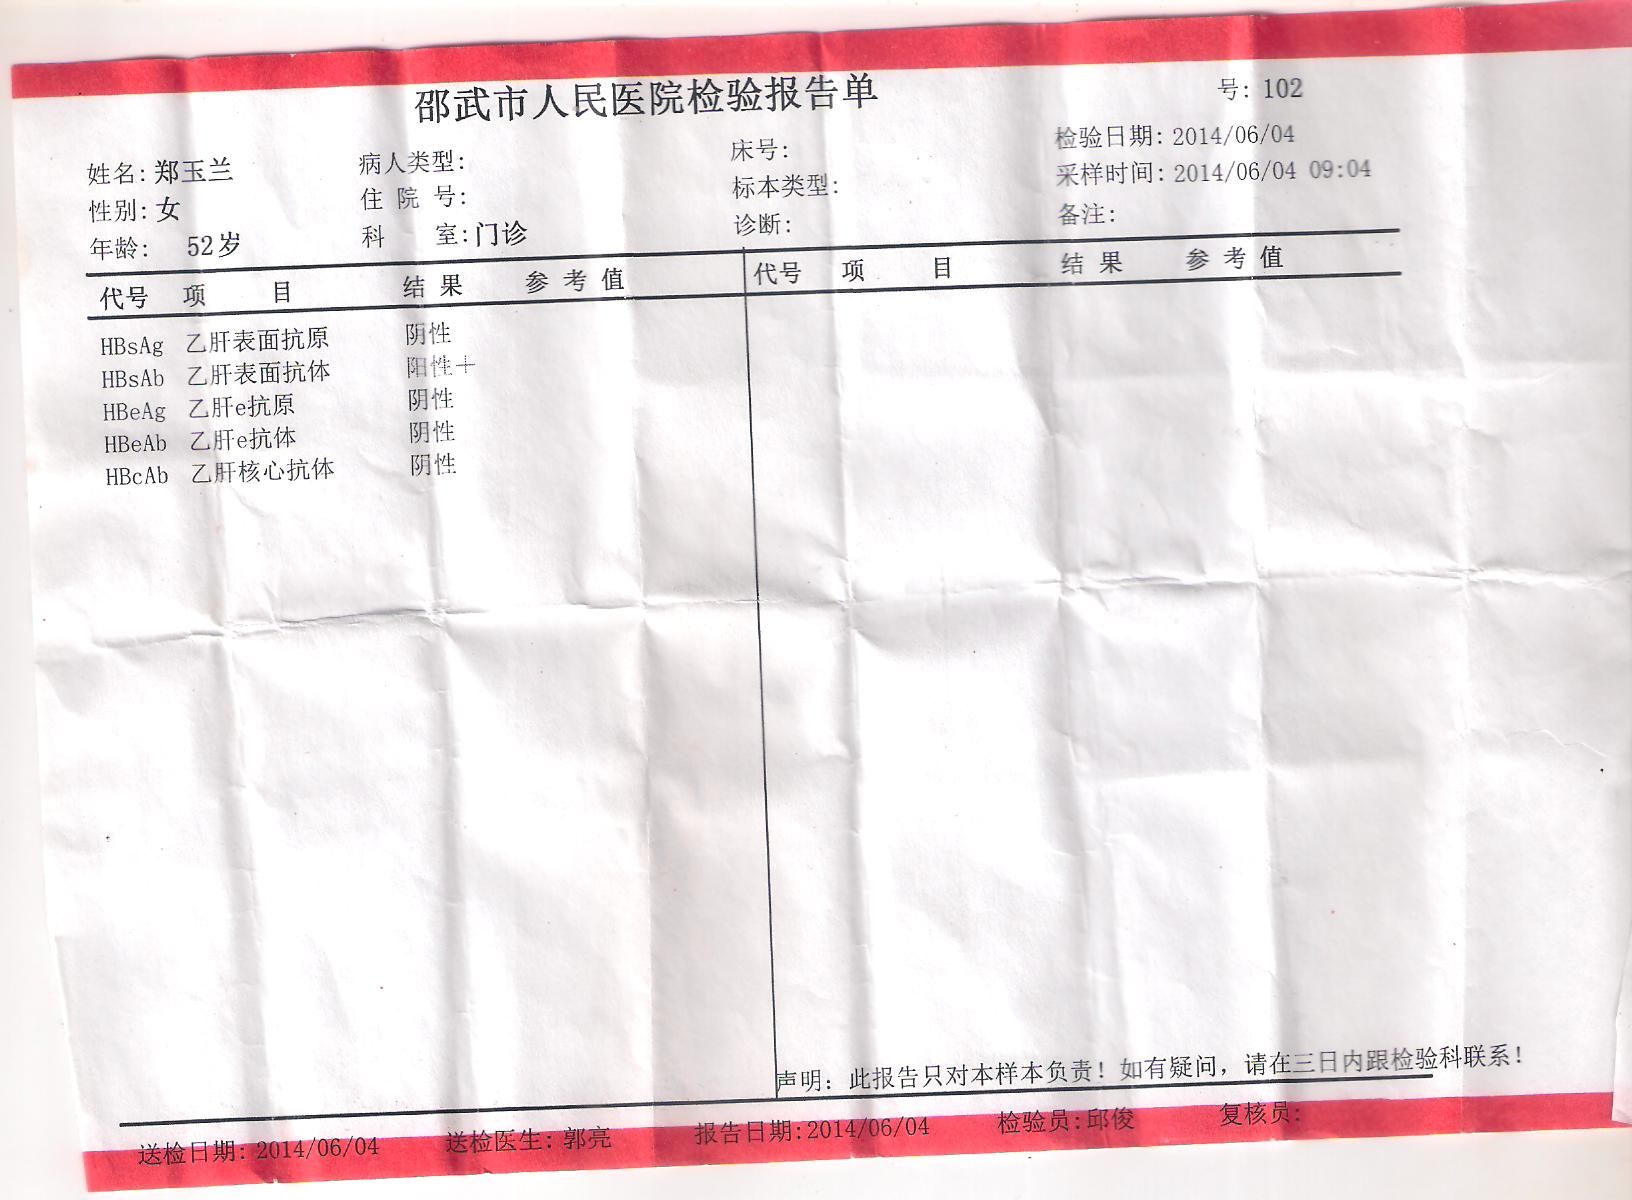 邵武市人民医院检验报告单
号: 102
姓名: 郑玉兰 病人类型: 床号: 检验日期: 2014/06/04
性别: 女 住 院 号: 标本类型: 采样时间: 2014/06/04 09:04
年龄: 52岁 科 室: 门诊 诊断: 备注:
代号 项 目 结 果 参 考 值 代号 项 目 结 果 参 考 值
HBsAg 乙肝表面抗原 阴性
HBsAb 乙肝表面抗体 阳性+
HBeAg 乙肝e抗原 阴性
HBeAb 乙肝e抗体 阴性
HBcAb 乙肝核心抗体 阴性
声明: 此报告只对本样本负责! 如有疑问, 请在三日内跟检验科联系!
送检日期: 2014/06/04 送检医生: 郭亮 报告日期: 2014/06/04 检验员: 邱俊 复核员: